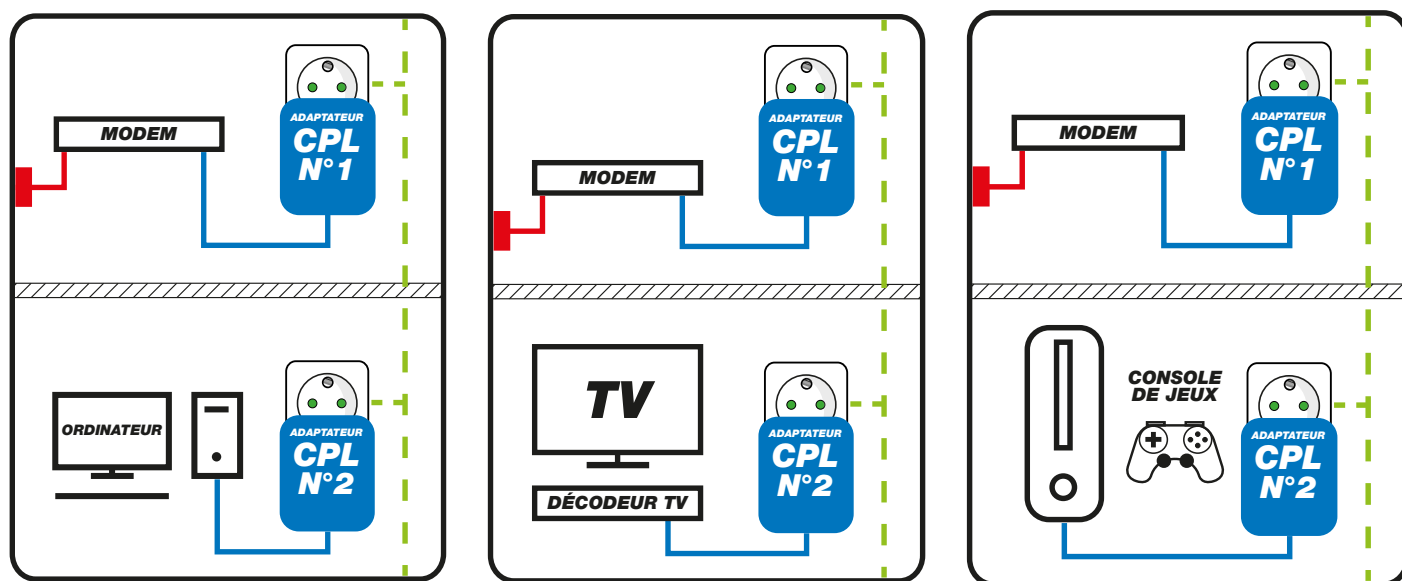 MODEM
ADAPTATEUR
CPL
N°1
ORDINATEUR
ADAPTATEUR
CPL
N°2
MODEM
ADAPTATEUR
CPL
N°1
TV
DÉCODEUR TV
ADAPTATEUR
CPL
N°2
MODEM
ADAPTATEUR
CPL
N°1
CONSOLE
DE JEUX
ADAPTATEUR
CPL
N°2